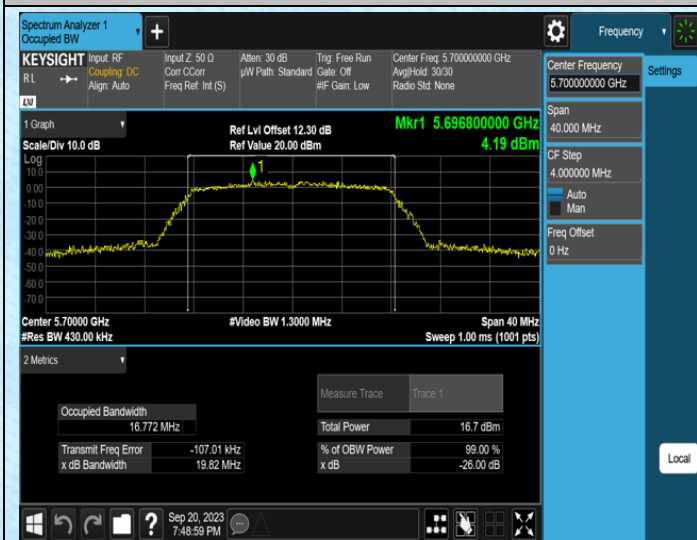 Spectrum Analyzer 1
Occupied BW
+
Frequency
KEYSIGHT
R L
LXI
Input: RF
Coupling: DC
Align: Auto
Input Z: 50 Ω
Corr CCorr
Freq Ref: Int (S)
Atten: 30 dB
µW Path: Standard
Trig: Free Run
Gate: Off
#IF Gain: Low
Center Freq: 5.700000000 GHz
Avg|Hold: 30/30
Radio Std: None
Center Frequency
5.700000000 GHz
Settings
Span
40.000 MHz
CF Step
4.000000 MHz
Auto
Man
Freq Offset
0 Hz
1 Graph
Scale/Div 10.0 dB
Ref Lvl Offset 12.30 dB
Ref Value 20.00 dBm
Mkr1 5.696800000 GHz
4.19 dBm
Log
10.0
0.00
-10.0
-20.0
-30.0
-40.0
-50.0
-60.0
-70.0
1
Center 5.70000 GHz
#Video BW 1.3000 MHz
Span 40 MHz
#Res BW 430.00 kHz
Sweep 1.00 ms (1001 pts)
2 Metrics
Measure Trace
Trace 1
Occupied Bandwidth
16.772 MHz
Total Power
16.7 dBm
Transmit Freq Error
-107.01 kHz
% of OBW Power
99.00 %
x dB Bandwidth
19.82 MHz
x dB
-26.00 dB
Local
?
Sep 20, 2023
7:48:59 PM